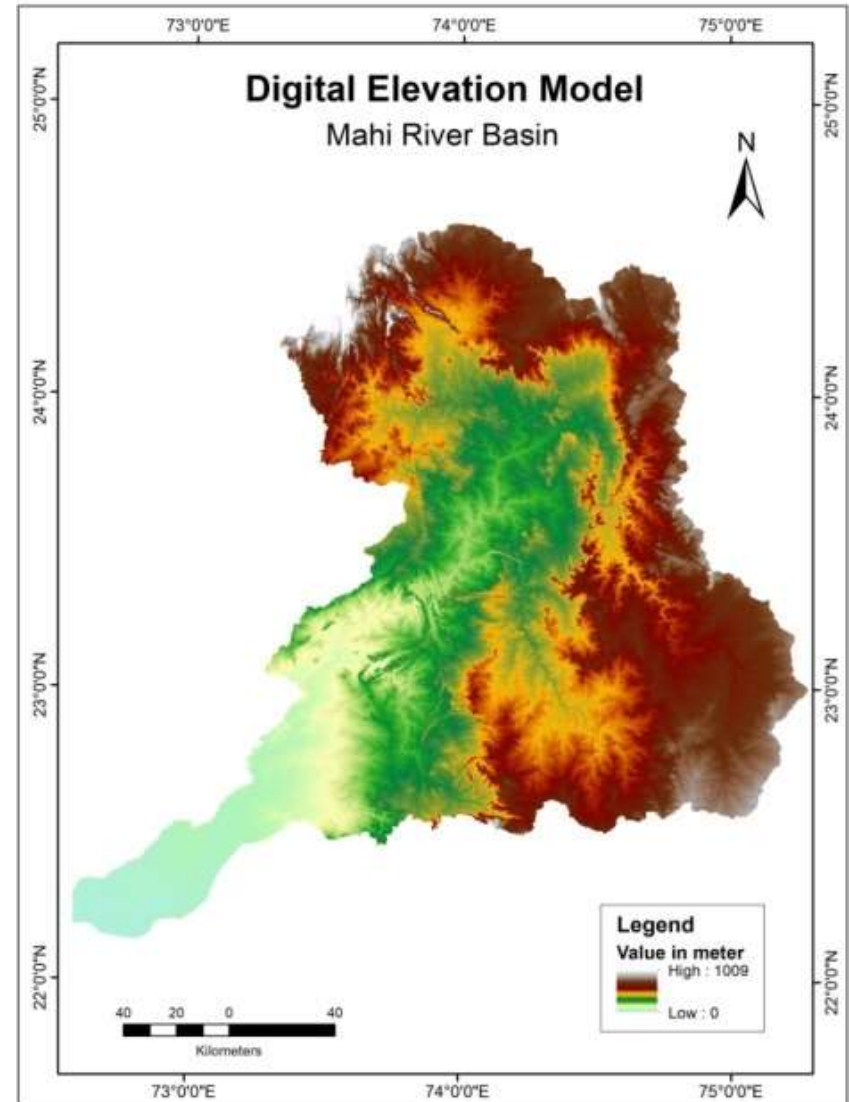 73°0'0"E 74°0'0"E 75°0'0"E
Digital Elevation Model
Mahi River Basin
N
25°0'0"N 25°0'0"N
24°0'0"N 24°0'0"N
23°0'0"N 23°0'0"N
22°0'0"N 22°0'0"N
Legend
Value in meter
High : 1009
Low : 0
40 20 0 40
Kilometers
73°0'0"E 74°0'0"E 75°0'0"E